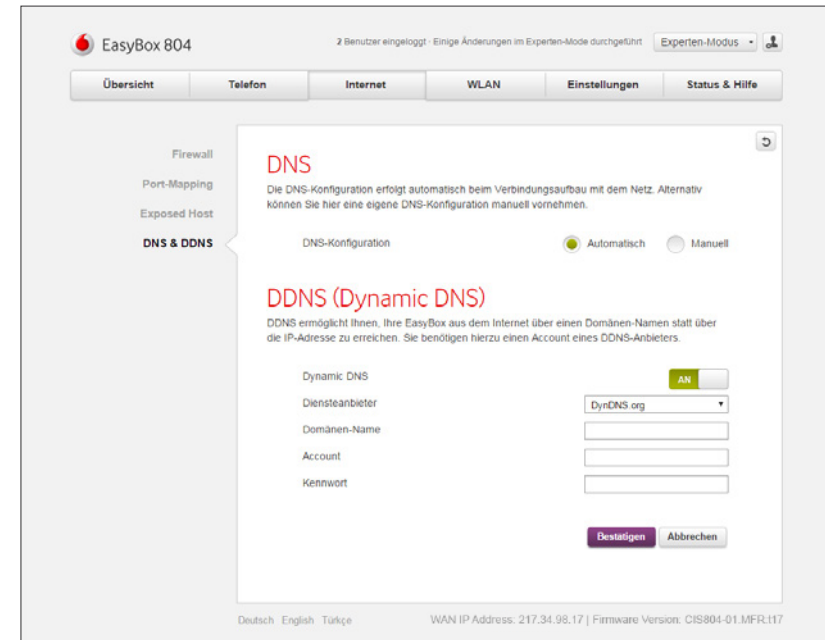 EasyBox 804
2 Benutzer eingeloggt · Einige Änderungen im Experten-Mode durchgeführt
Experten-Modus
Übersicht
Telefon
Internet
WLAN
Einstellungen
Status & Hilfe
Firewall
Port-Mapping
Exposed Host
DNS & DDNS
DNS
Die DNS-Konfiguration erfolgt automatisch beim Verbindungsaufbau mit dem Netz. Alternativ
können Sie hier eine eigene DNS-Konfiguration manuell vornehmen.
DNS-Konfiguration
Automatisch
Manuell
DDNS (Dynamic DNS)
DDNS ermöglicht Ihnen, Ihre EasyBox aus dem Internet über einen Domänen-Namen statt über
die IP-Adresse zu erreichen. Sie benötigen hierzu einen Account eines DDNS-Anbieters.
Dynamic DNS
AN
Diensteanbieter
DynDNS.org
Domänen-Name
Account
Kennwort
Bestätigen
Abbrechen
Deutsch English Türkçe
WAN IP Address: 217.34.98.17 | Firmware Version: CIS804-01.MFR:t17